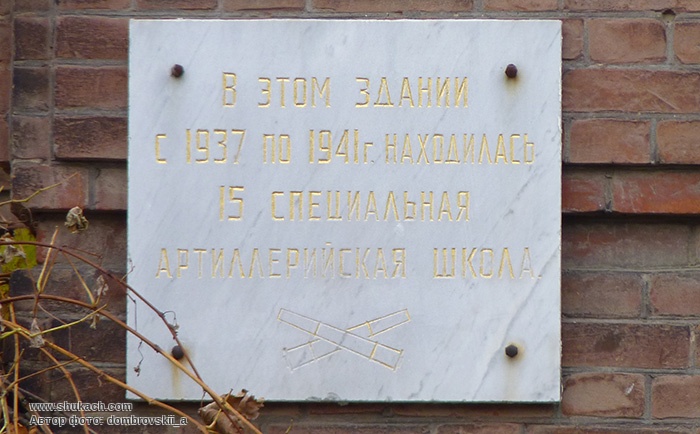 В ЭТОМ ЗДАНИИ
С 1937 ПО 1941г. НАХОДИЛАСЬ
15 СПЕЦИАЛЬНАЯ
АРТИЛЛЕРИЙСКАЯ ШКОЛА.
www.shukach.com
Автор фото: dombrovskii_a